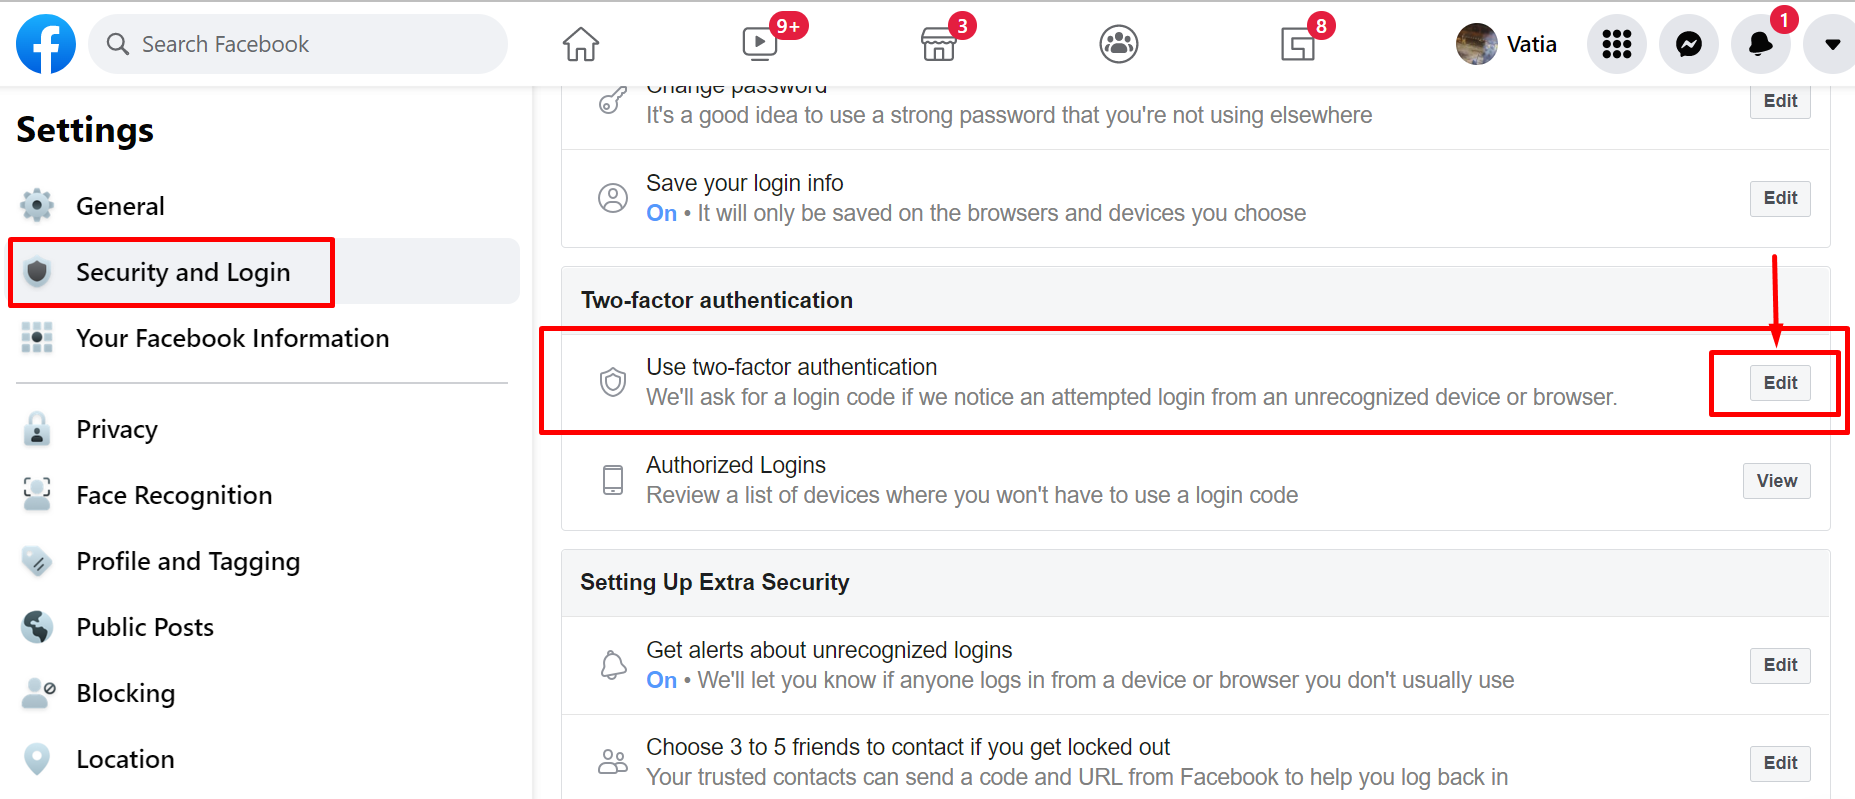 Search Facebook
9+
3
8
Vatia
1
Settings
General
Security and Login
Your Facebook Information
Privacy
Face Recognition
Profile and Tagging
Public Posts
Blocking
Location
Change password
It's a good idea to use a strong password that you're not using elsewhere
Edit
Save your login info
On • It will only be saved on the browsers and devices you choose
Edit
Two-factor authentication
Use two-factor authentication
We'll ask for a login code if we notice an attempted login from an unrecognized device or browser.
Edit
Authorized Logins
Review a list of devices where you won't have to use a login code
View
Setting Up Extra Security
Get alerts about unrecognized logins
On • We'll let you know if anyone logs in from a device or browser you don't usually use
Edit
Choose 3 to 5 friends to contact if you get locked out
Your trusted contacts can send a code and URL from Facebook to help you log back in
Edit